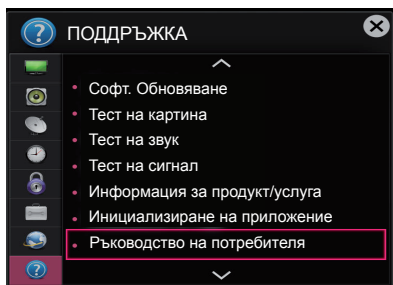 ПОДДРЪЖКА
Софт. Обновяване
Тест на картина
Тест на звук
Тест на сигнал
Информация за продукт/услуга
Инициализиране на приложение
Ръководство на потребителя